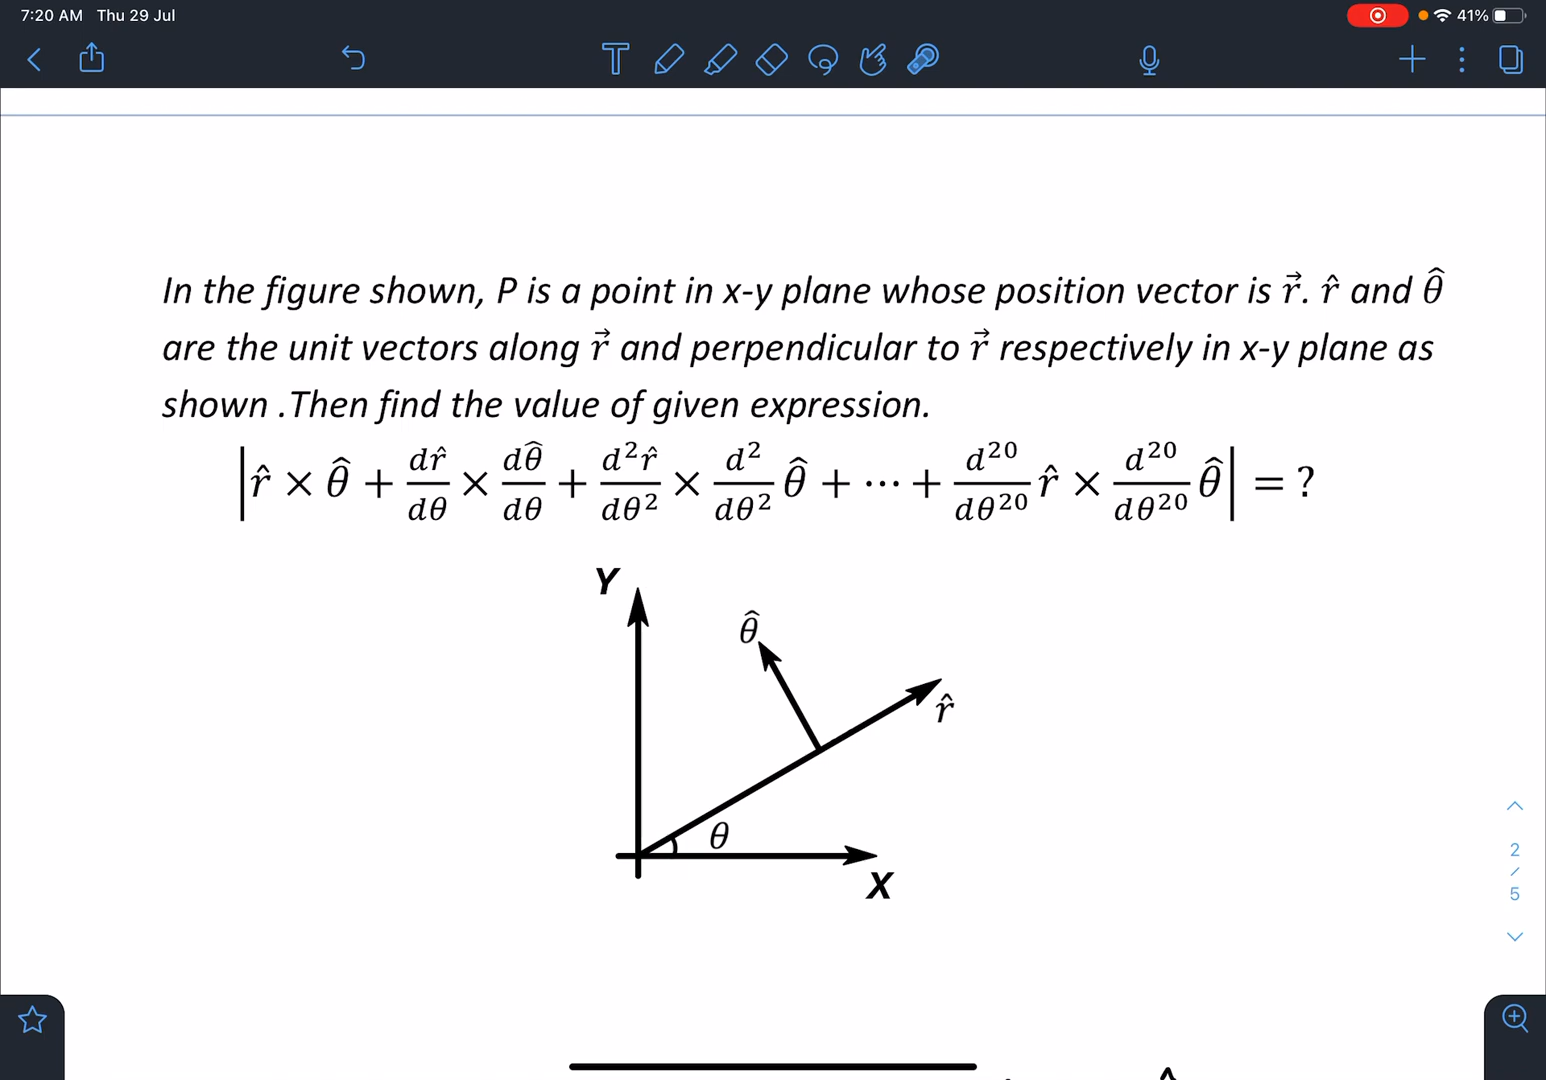 7:20 AM Thu 29 Jul
41%
T
In the figure shown, P is a point in x-y plane whose position vector is r⃗. r̂ and θ̂
are the unit vectors along r⃗ and perpendicular to r⃗ respectively in x-y plane as
shown .Then find the value of given expression.
|r̂ × θ̂ + dr̂/dθ × dθ̂/dθ + d²r̂/dθ² × d²/dθ² θ̂ + ⋯ + d²⁰/dθ²⁰ r̂ × d²⁰/dθ²⁰ θ̂| = ?
Y
θ̂
r̂
θ
X
2
/
5